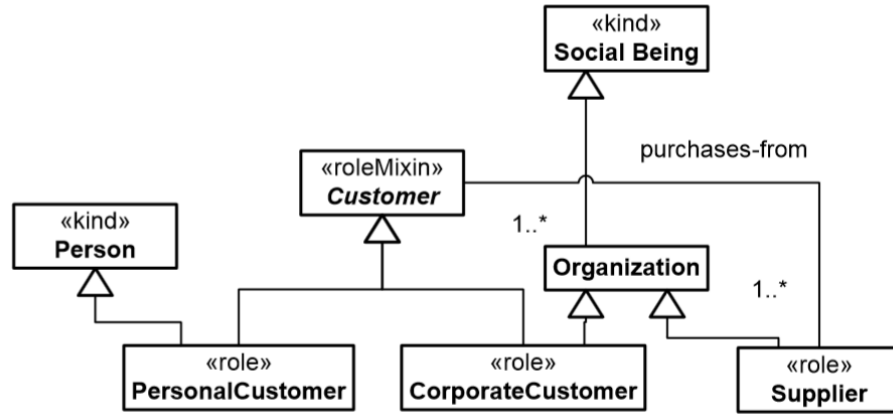 «kind»
Social Being
purchases-from
«roleMixin»
Customer
«kind»
Person
1..*
Organization
1..*
«role»
PersonalCustomer
«role»
CorporateCustomer
«role»
Supplier